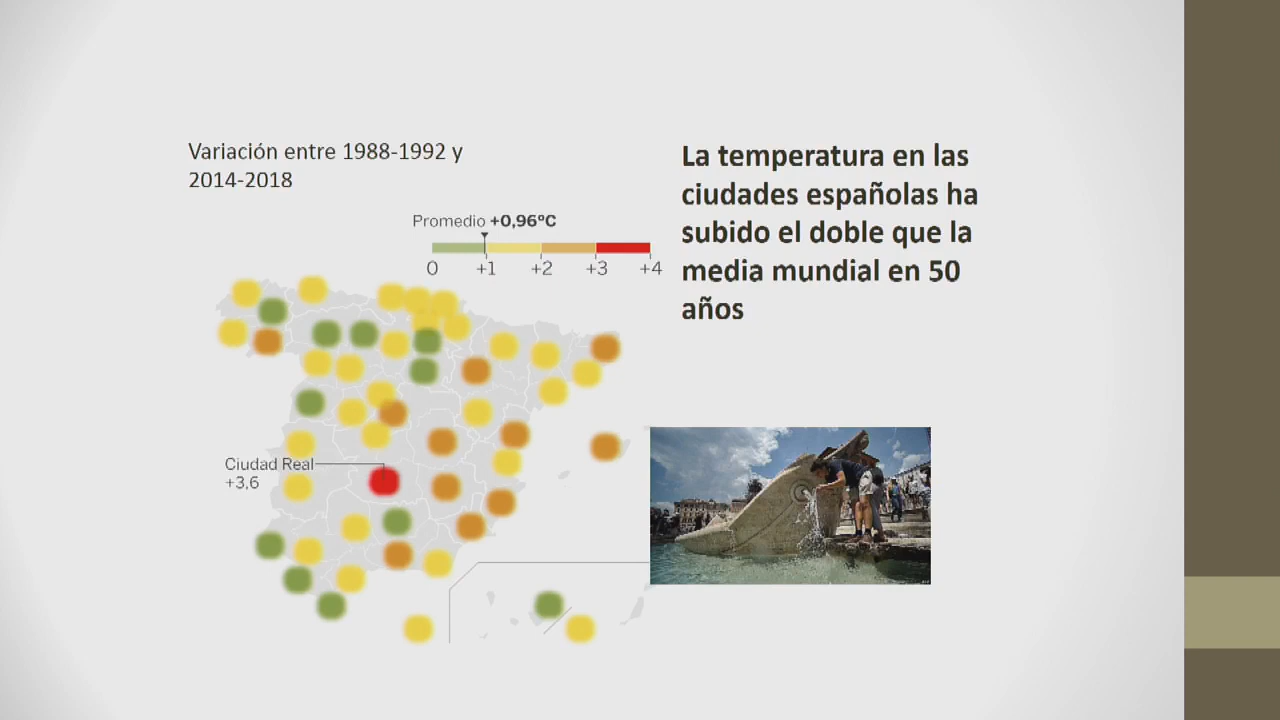 Variación entre 1988-1992 y
2014-2018
La temperatura en las
ciudades españolas ha
subido el doble que la
media mundial en 50
años
Promedio +0,96ºC
0 +1 +2 +3 +4
Ciudad Real
+3,6